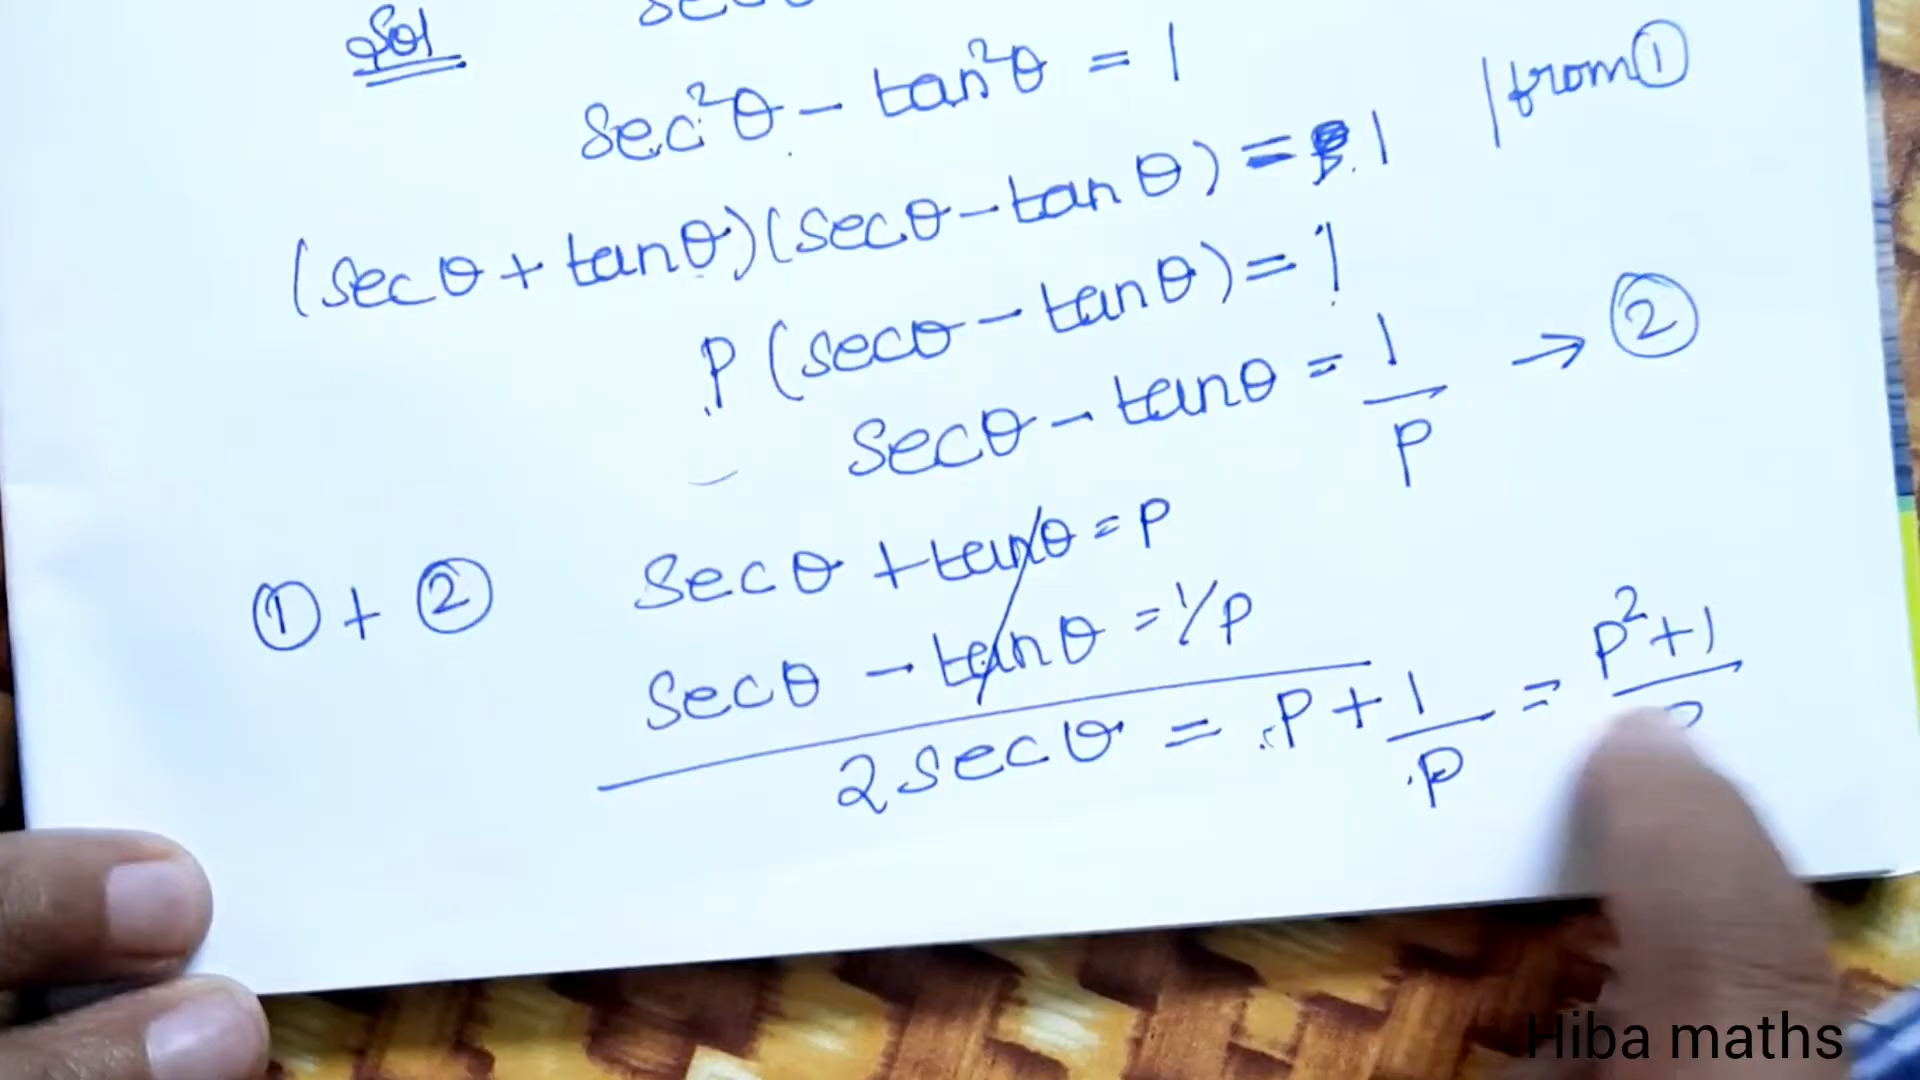 Sol
sec²θ - tan²θ = 1
(secθ + tanθ)(secθ - tanθ) = 1 | from ①
P(secθ - tanθ) = 1
secθ - tanθ = 1/P → ②
① + ② secθ + tanθ = P
secθ - tanθ = 1/P
2secθ = P + 1/P = P²+1/P
Hiba maths